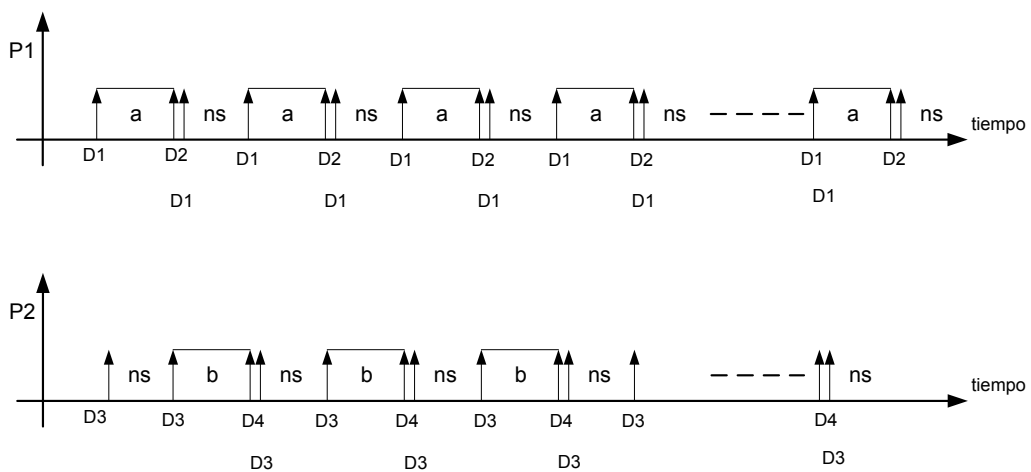 P1
a ns a ns a ns a ns a ns
tiempo
D1 D2 D1 D2 D1 D2 D1 D2 D1 D2
D1 D1 D1 D1 D1
P2
ns b ns b ns b ns ns
tiempo
D3 D3 D4 D3 D4 D3 D4 D3 D4
D3 D3 D3 D3